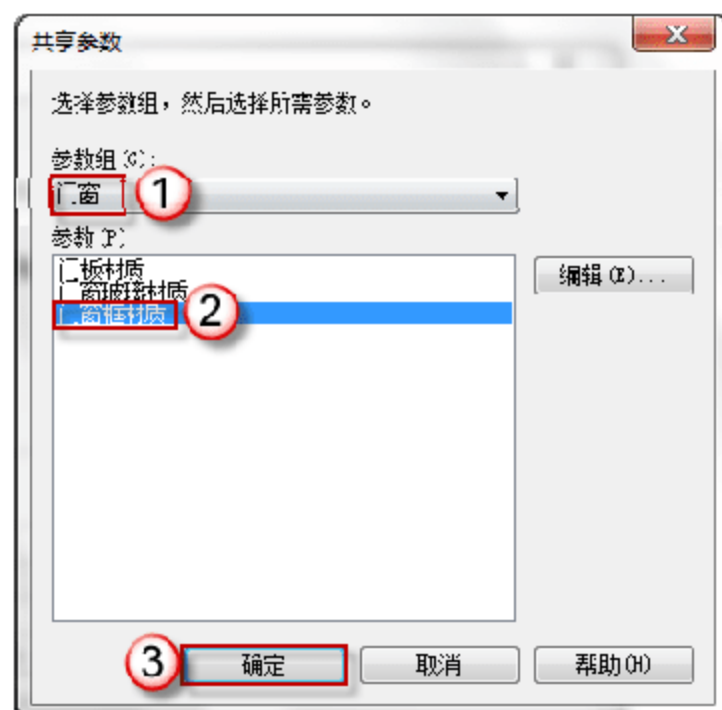 共享参数
选择参数组，然后选择所需参数。
参数组(G):
门窗
①
参数(P)
门板材质
门窗玻璃材质
门窗框材质
②
编辑(E)...
③
确定
取消
帮助(H)